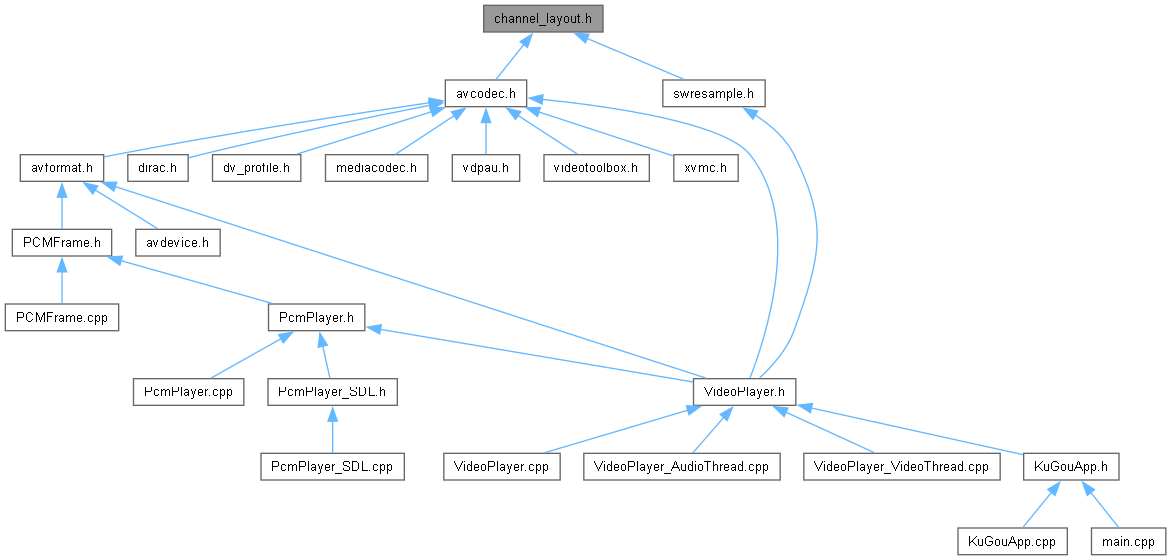 channel_layout.h
avcodec.h
swresample.h
avformat.h
dirac.h
dv_profile.h
mediacodec.h
vdpau.h
videotoolbox.h
xvmc.h
PCMFrame.h
avdevice.h
PCMFrame.cpp
PcmPlayer.h
PcmPlayer.cpp
PcmPlayer_SDL.h
VideoPlayer.h
PcmPlayer_SDL.cpp
VideoPlayer.cpp
VideoPlayer_AudioThread.cpp
VideoPlayer_VideoThread.cpp
KuGouApp.h
KuGouApp.cpp
main.cpp